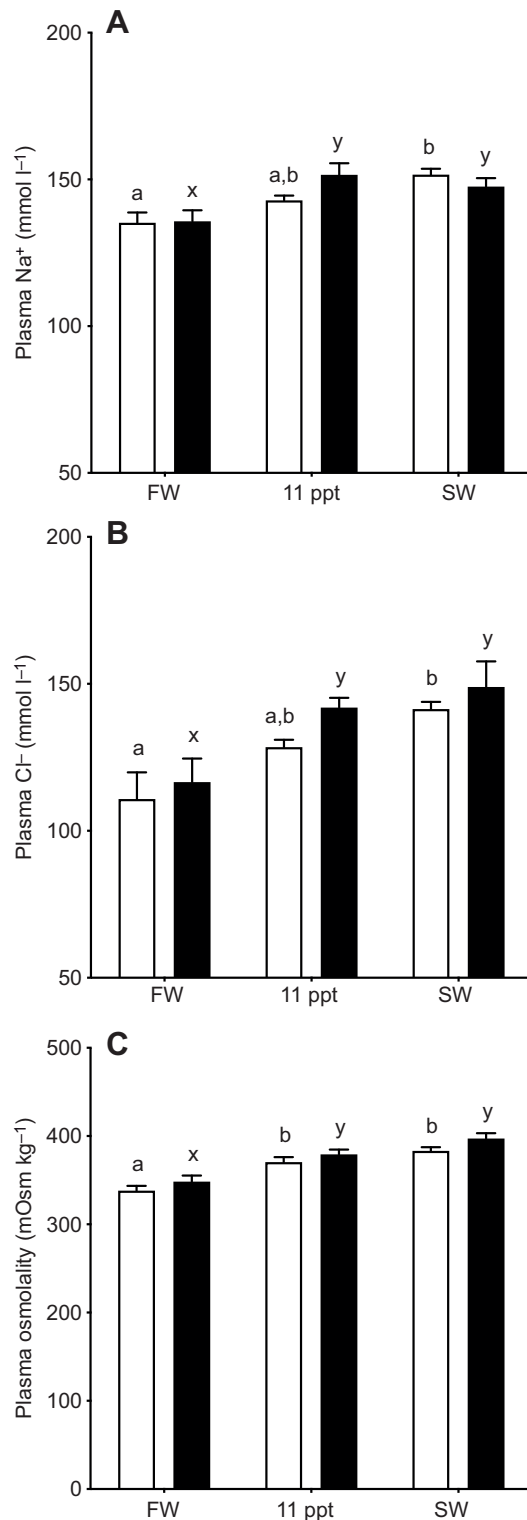 A
Plasma Na⁺ (mmol l⁻¹)
200
150
100
50
a
x
a,b
y
b
y
FW
11 ppt
SW
B
Plasma Cl⁻ (mmol l⁻¹)
200
150
100
50
a
x
a,b
y
b
y
FW
11 ppt
SW
C
Plasma osmolality (mOsm kg⁻¹)
500
400
300
200
100
0
a
x
b
y
b
y
FW
11 ppt
SW